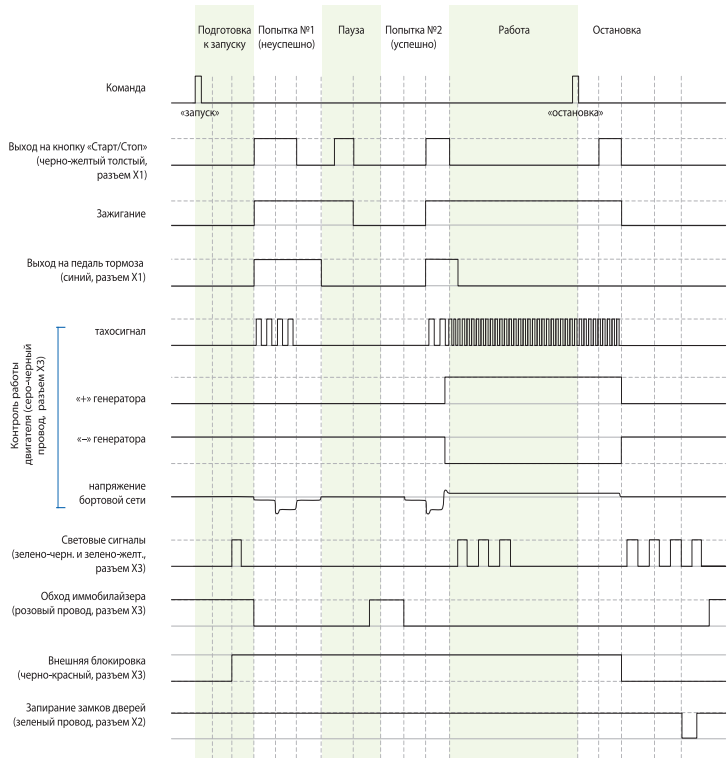 Подготовка
к запуску
Попытка №1
(неуспешно)
Пауза
Попытка №2
(успешно)
Работа
Остановка
Команда
«запуск»
«остановка»
Выход на кнопку «Старт/Стоп»
(черно-желтый толстый,
разъем X1)
Зажигание
Выход на педаль тормоза
(синий, разъем X1)
Контроль работы
двигателя (серо-черный
провод, разъем X3)
тахосигнал
«+» генератора
«–» генератора
напряжение
бортовой сети
Световые сигналы
(зелено-черн. и зелено-желт.,
разъем X3)
Обход иммобилайзера
(розовый провод, разъем X3)
Внешняя блокировка
(черно-красный, разъем X3)
Запирание замков дверей
(зеленый провод, разъем X2)